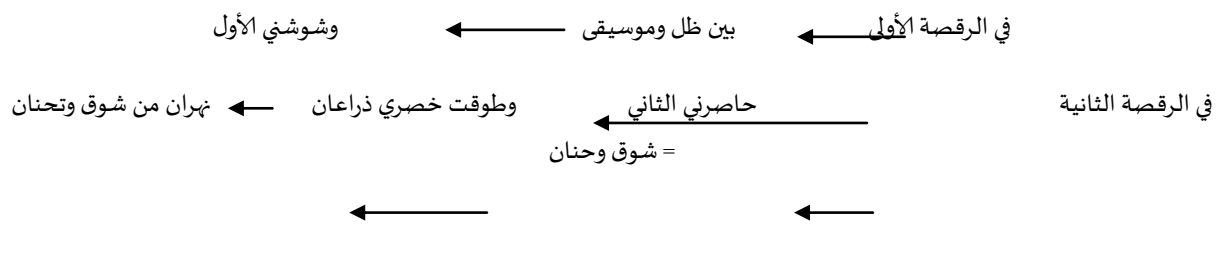 في الرقصة الأولى بين ظل وموسيقى وشوشني الأول
في الرقصة الثانية حاصرني الثاني وطوقت خصري ذراعان نهران من شوق وتحنان
= شوق وحنان